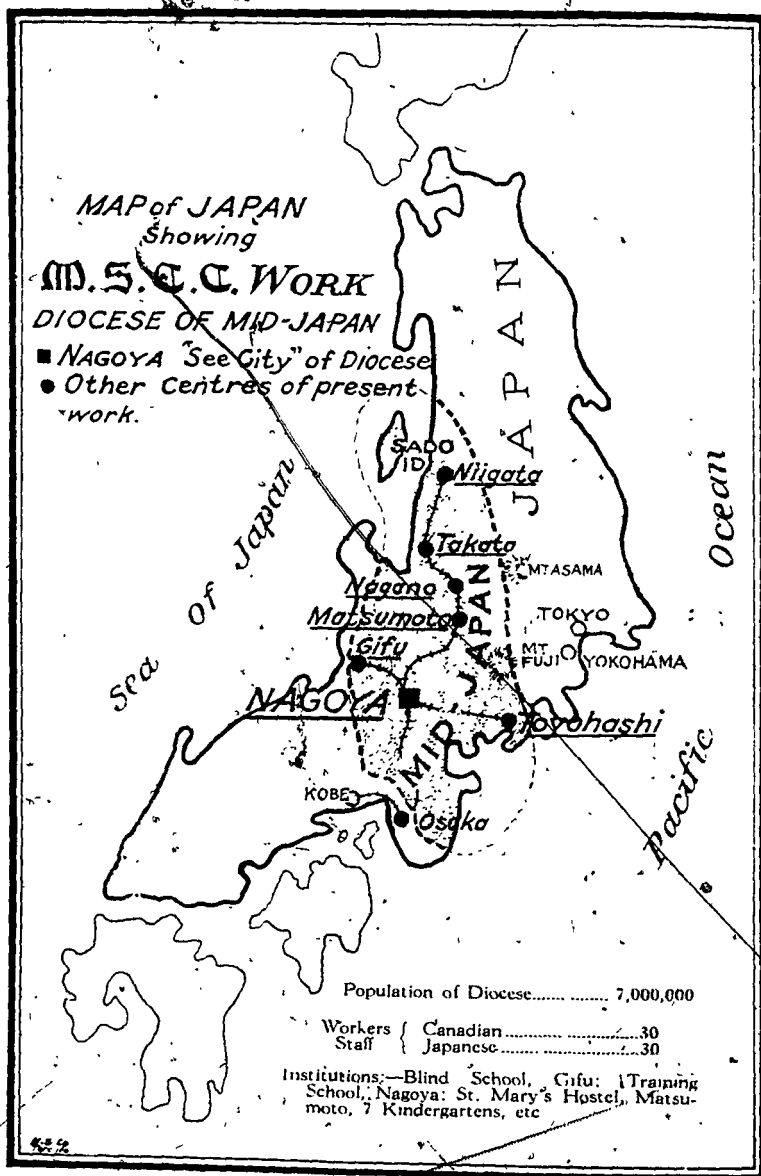 MAP of JAPAN
Showing
M.S.C.C. WORK
DIOCESE OF MID-JAPAN
■ NAGOYA "See City" of Diocese
● Other Centres of present
work.
JAPAN
SADO
ID
Niigata
Takata
MT ASAMA
Nagano
Matsumoto
TOKYO
Gifu
MT
FUJI
YOKOHAMA
NAGOYA
Toyohashi
MID. JAPAN
KOBE
Osaka
Sea of Japan
Pacific Ocean
Population of Diocese...... ........ 7,000,000
Workers Staff { Canadian.....................30
Japanese...... ...............30
Institutions:—Blind School, Gifu: Training
School, Nagoya: St. Mary's Hostel, Matsu-
moto, 7 Kindergartens, etc